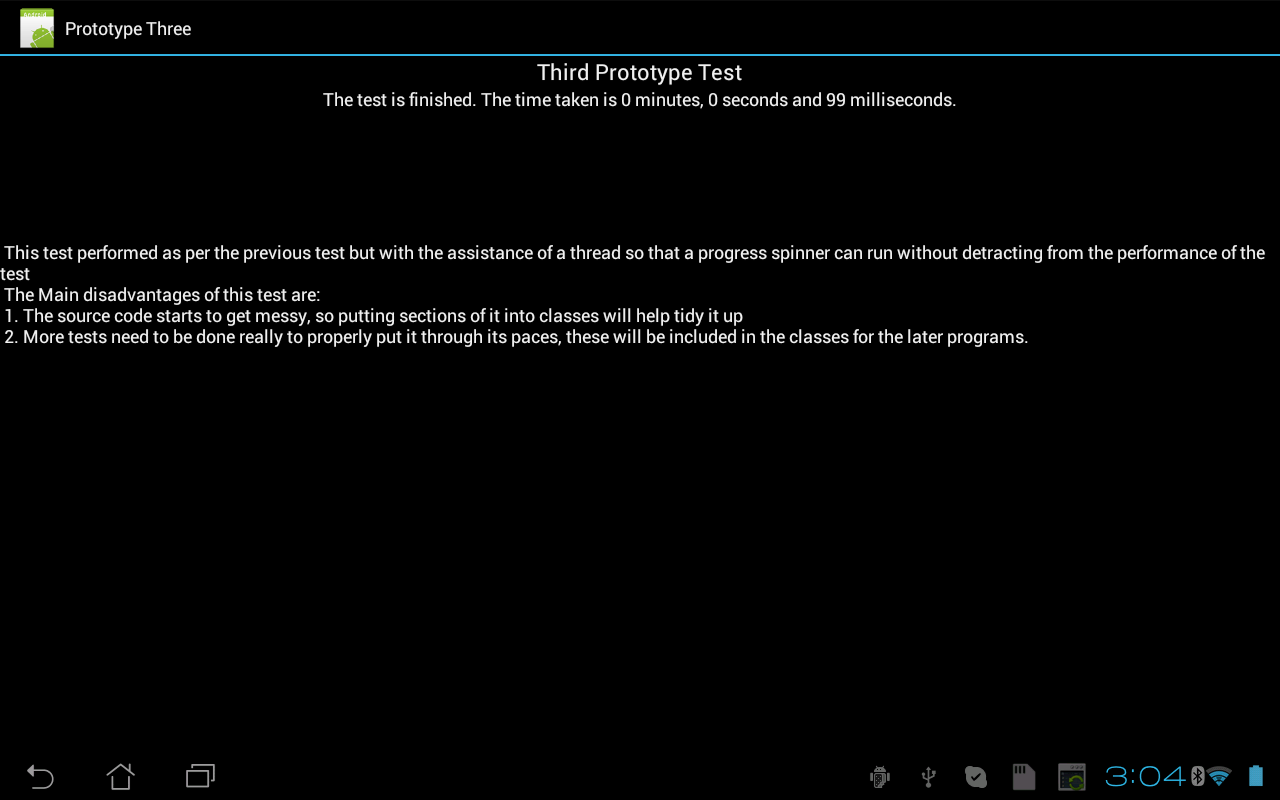 Prototype Three
Third Prototype Test
The test is finished. The time taken is 0 minutes, 0 seconds and 99 milliseconds.
This test performed as per the previous test but with the assistance of a thread so that a progress spinner can run without detracting from the performance of the
test
The Main disadvantages of this test are:
1. The source code starts to get messy, so putting sections of it into classes will help tidy it up
2. More tests need to be done really to properly put it through its paces, these will be included in the classes for the later programs.
3:04